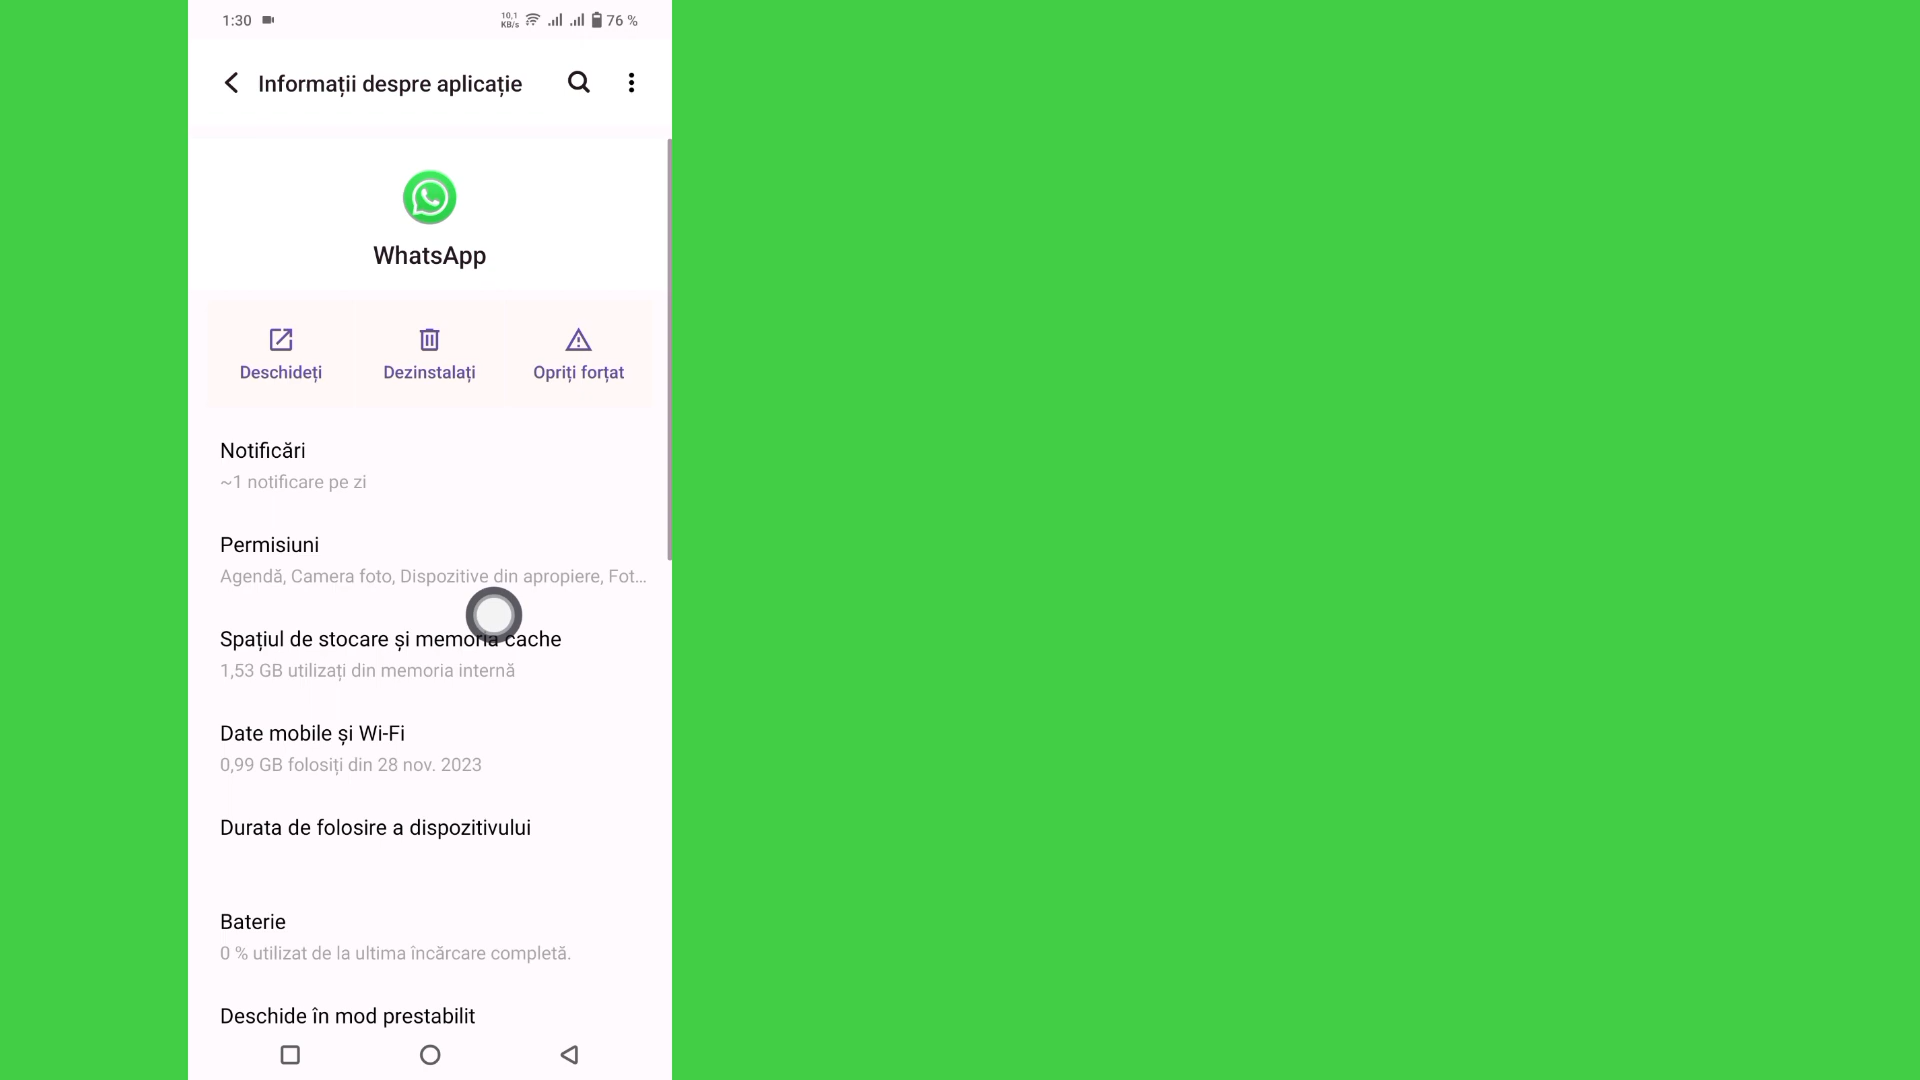 1:30
10,1
KB/s
76 %
Informații despre aplicație
WhatsApp
Deschideți
Dezinstalați
Opriți forțat
Notificări
~1 notificare pe zi
Permisiuni
Agendă, Camera foto, Dispozitive din apropiere, Fot...
Spațiul de stocare și memoria cache
1,53 GB utilizați din memoria internă
Date mobile și Wi-Fi
0,99 GB folosiți din 28 nov. 2023
Durata de folosire a dispozitivului
Baterie
0 % utilizat de la ultima încărcare completă.
Deschide în mod prestabilit